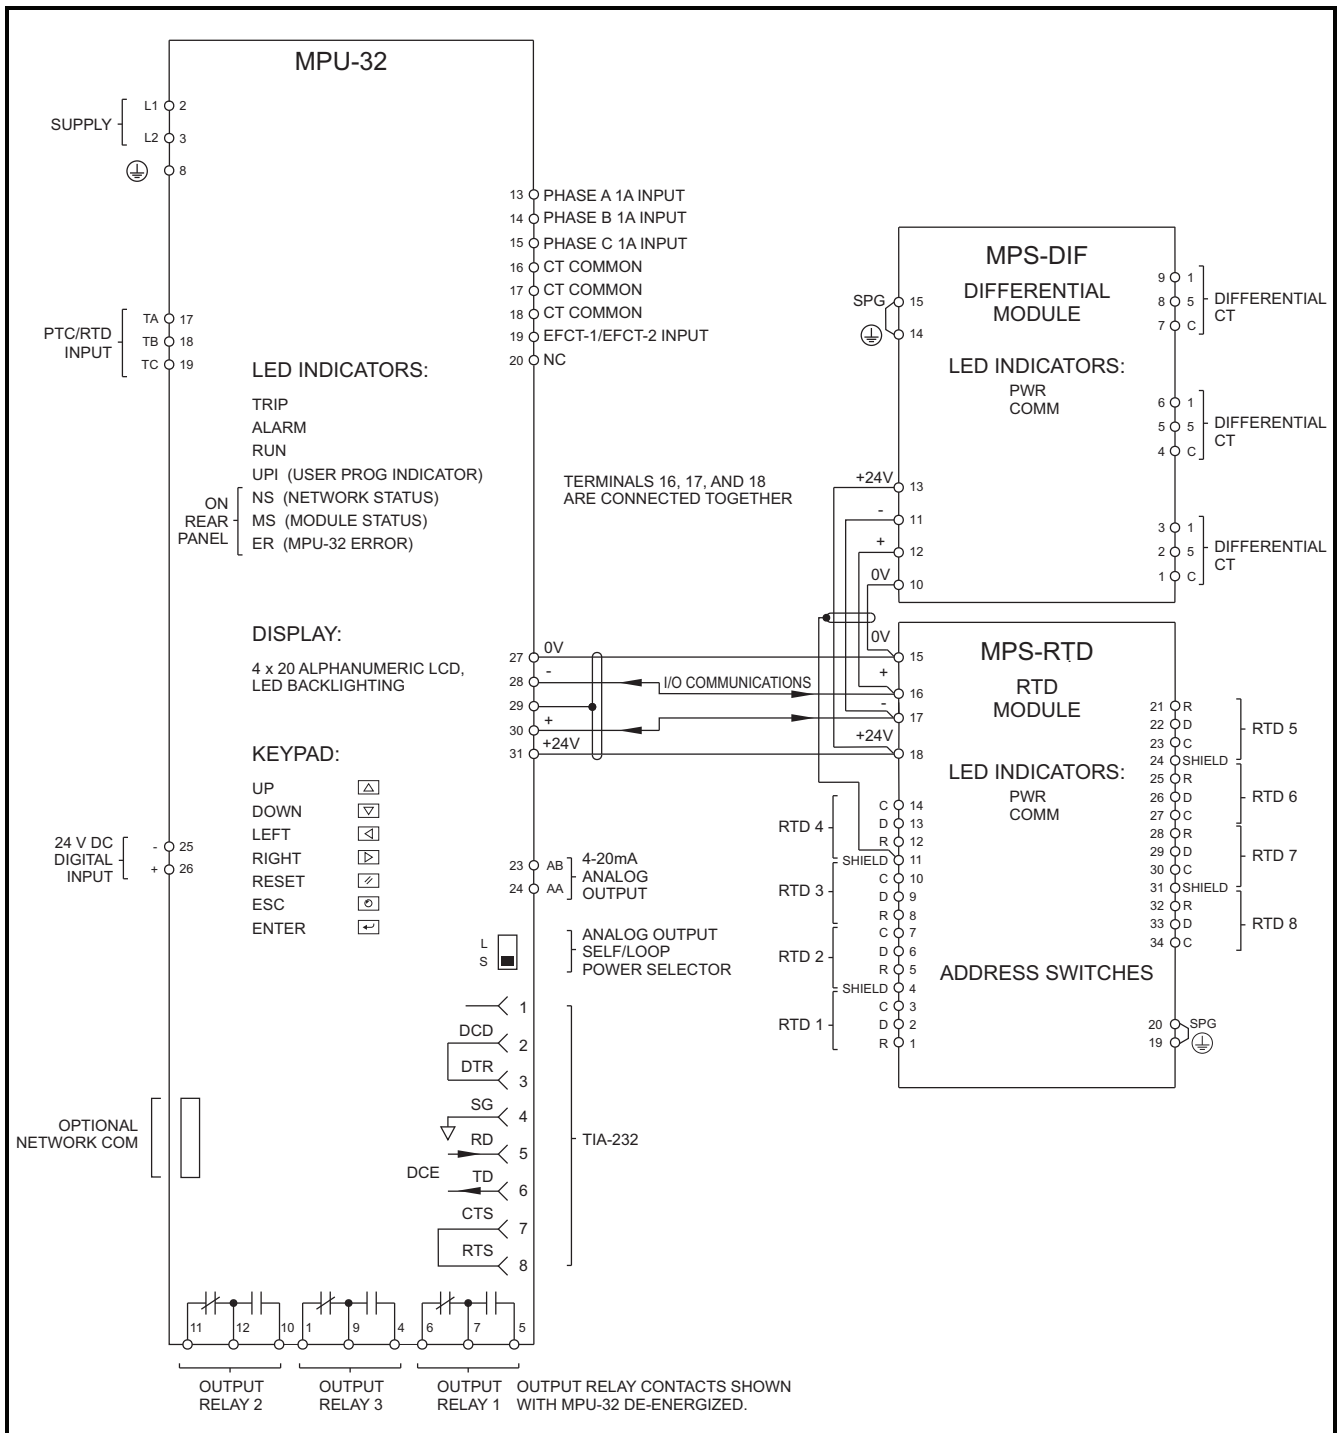 MPU-32
SUPPLY
L1 2
L2 3
8
13 PHASE A 1A INPUT
14 PHASE B 1A INPUT
15 PHASE C 1A INPUT
16 CT COMMON
17 CT COMMON
18 CT COMMON
19 EFCT-1/EFCT-2 INPUT
20 NC
PTC/RTD
INPUT
TA 17
TB 18
TC 19
LED INDICATORS:
TRIP
ALARM
RUN
UPI (USER PROG INDICATOR)
NS (NETWORK STATUS)
MS (MODULE STATUS)
ER (MPU-32 ERROR)
ON
REAR
PANEL
TERMINALS 16, 17, AND 18
ARE CONNECTED TOGETHER
DISPLAY:
4 x 20 ALPHANUMERIC LCD,
LED BACKLIGHTING
27 0V
28 -
29
30 +
31 +24V
I/O COMMUNICATIONS
KEYPAD:
UP
DOWN
LEFT
RIGHT
RESET
ESC
ENTER
24 V DC
DIGITAL
INPUT
- 25
+ 26
23 AB
24 AA
4-20mA
ANALOG
OUTPUT
L
S
ANALOG OUTPUT
SELF/LOOP
POWER SELECTOR
1
DCD 2
DTR 3
SG 4
RD 5
DCE
TD 6
CTS 7
RTS 8
TIA-232
OPTIONAL
NETWORK COM
11 12 10 1 9 4 6 7 5
OUTPUT
RELAY 2
OUTPUT
RELAY 3
OUTPUT
RELAY 1
OUTPUT RELAY CONTACTS SHOWN
WITH MPU-32 DE-ENERGIZED.
MPS-DIF
DIFFERENTIAL
MODULE
LED INDICATORS:
PWR
COMM
SPG 15
14
+24V 13
- 11
+ 12
0V 10
9 1
8 5
7 C
DIFFERENTIAL
CT
6 1
5 5
4 C
DIFFERENTIAL
CT
3 1
2 5
1 C
DIFFERENTIAL
CT
MPS-RTD
RTD
MODULE
LED INDICATORS:
PWR
COMM
ADDRESS SWITCHES
0V 15
+ 16
- 17
+24V 18
RTD 4
C 14
D 13
R 12
SHIELD 11
RTD 3
C 10
D 9
R 8
RTD 2
C 7
D 6
R 5
SHIELD 4
RTD 1
C 3
D 2
R 1
21 R
22 D
23 C
24 SHIELD
RTD 5
25 R
26 D
27 C
RTD 6
28 R
29 D
30 C
31 SHIELD
RTD 7
32 R
33 D
34 C
RTD 8
20 SPG
19